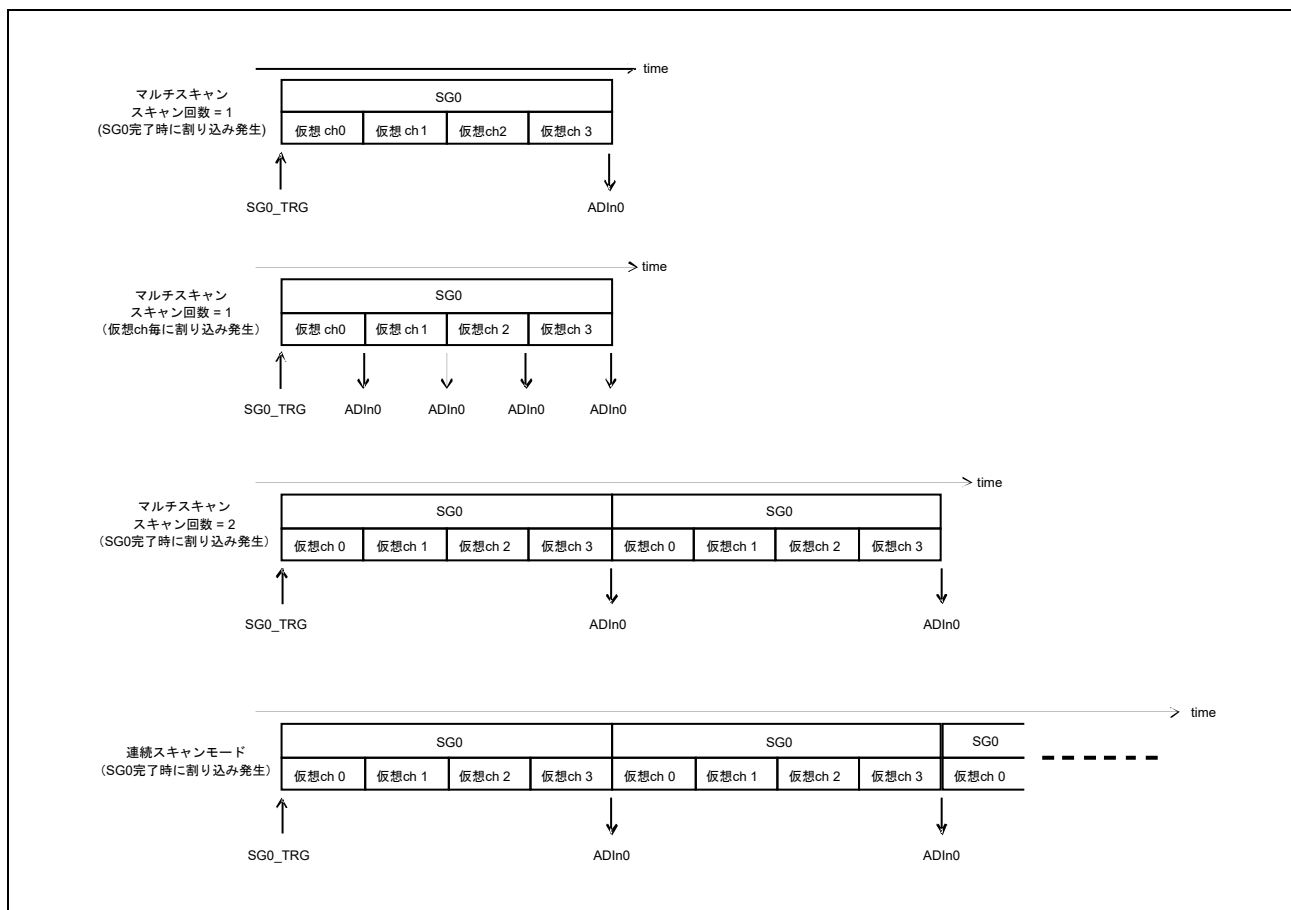 time
マルチスキャン
スキャン回数 = 1
(SG0完了時に割り込み発生)
SG0
仮想 ch0 仮想 ch 1 仮想 ch2 仮想ch 3
SG0_TRG ADIn0
time
マルチスキャン
スキャン回数 = 1
（仮想ch毎に割り込み発生）
SG0
仮想 ch0 仮想 ch 1 仮想ch 2 仮想ch 3
SG0_TRG ADIn0 ADIn0 ADIn0 ADIn0
time
マルチスキャン
スキャン回数 = 2
（SG0完了時に割り込み発生）
SG0 SG0
仮想ch 0 仮想ch 1 仮想ch 2 仮想ch 3 仮想ch 0 仮想ch 1 仮想ch 2 仮想ch 3
SG0_TRG ADIn0 ADIn0
time
連続スキャンモード
（SG0完了時に割り込み発生）
SG0 SG0 SG0
仮想ch 0 仮想ch 1 仮想ch 2 仮想ch 3 仮想ch 0 仮想ch 1 仮想ch 2 仮想ch 3 仮想ch 0
SG0_TRG ADIn0 ADIn0